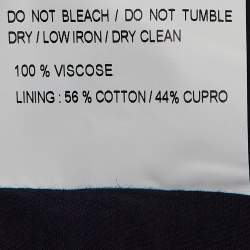 DO NOT BLEACH / DO NOT TUMBLE
DRY / LOW IRON / DRY CLEAN
100 % VISCOSE
LINING : 56 % COTTON / 44% CUPRO